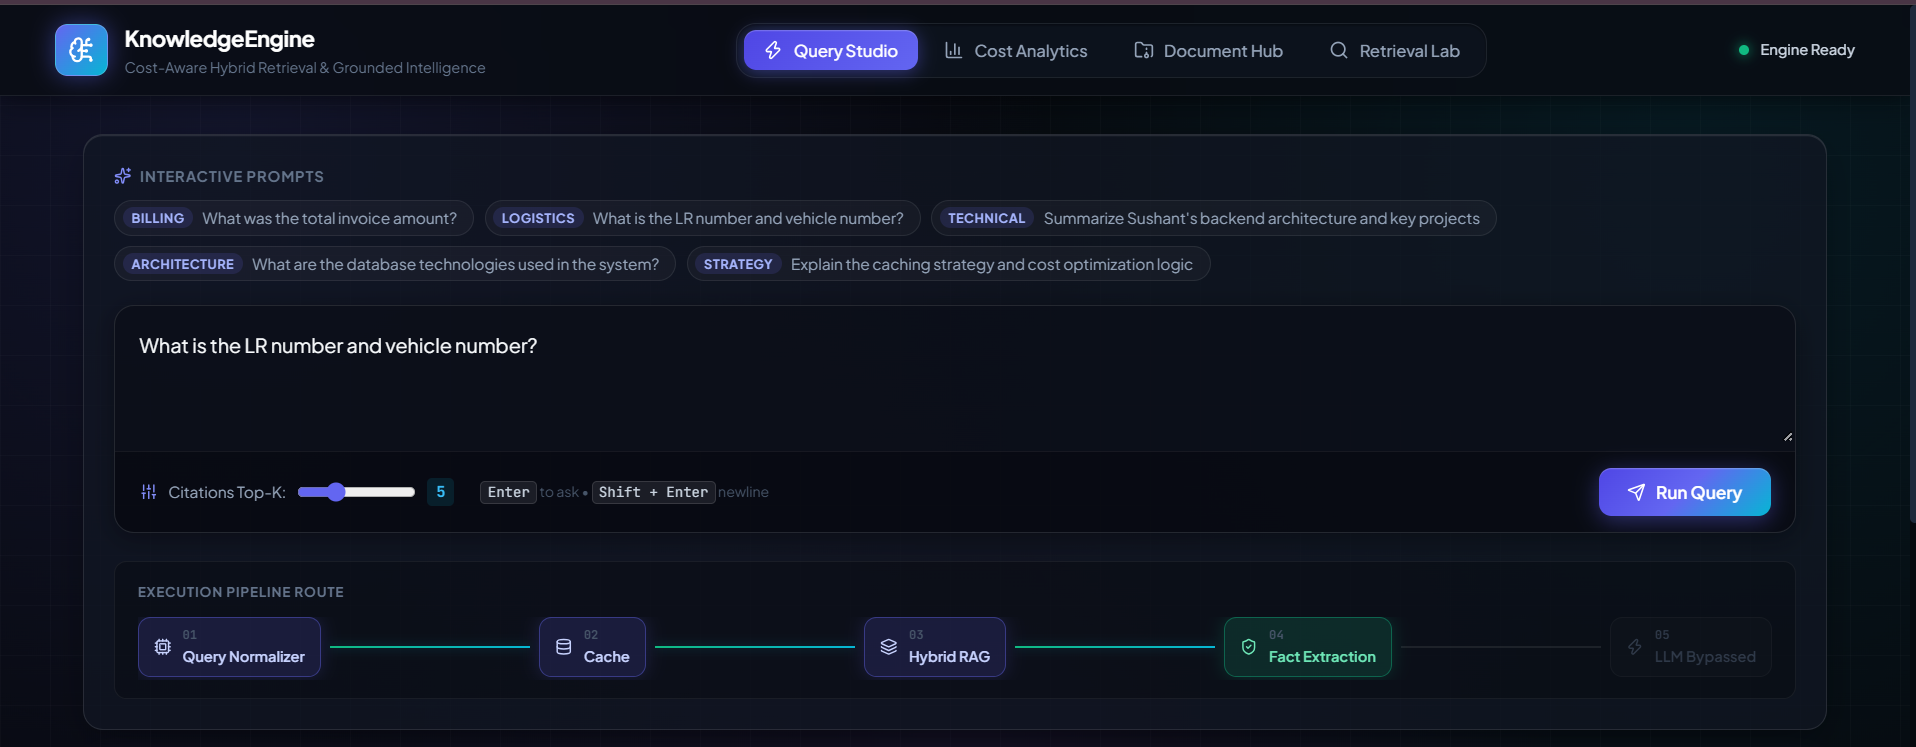 KnowledgeEngine
Cost-Aware Hybrid Retrieval & Grounded Intelligence
Query Studio
Cost Analytics
Document Hub
Retrieval Lab
Engine Ready
INTERACTIVE PROMPTS
BILLING What was the total invoice amount?
LOGISTICS What is the LR number and vehicle number?
TECHNICAL Summarize Sushant's backend architecture and key projects
ARCHITECTURE What are the database technologies used in the system?
STRATEGY Explain the caching strategy and cost optimization logic
What is the LR number and vehicle number?
Citations Top-K: 5
Enter to ask • Shift + Enter newline
Run Query
EXECUTION PIPELINE ROUTE
01
Query Normalizer
02
Cache
03
Hybrid RAG
04
Fact Extraction
05
LLM Bypassed